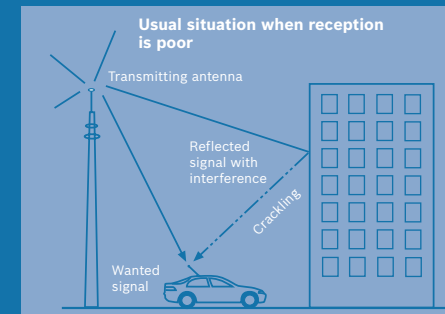 Usual situation when reception
is poor
Transmitting antenna
Reflected
signal with
interference
Crackling
Wanted
signal